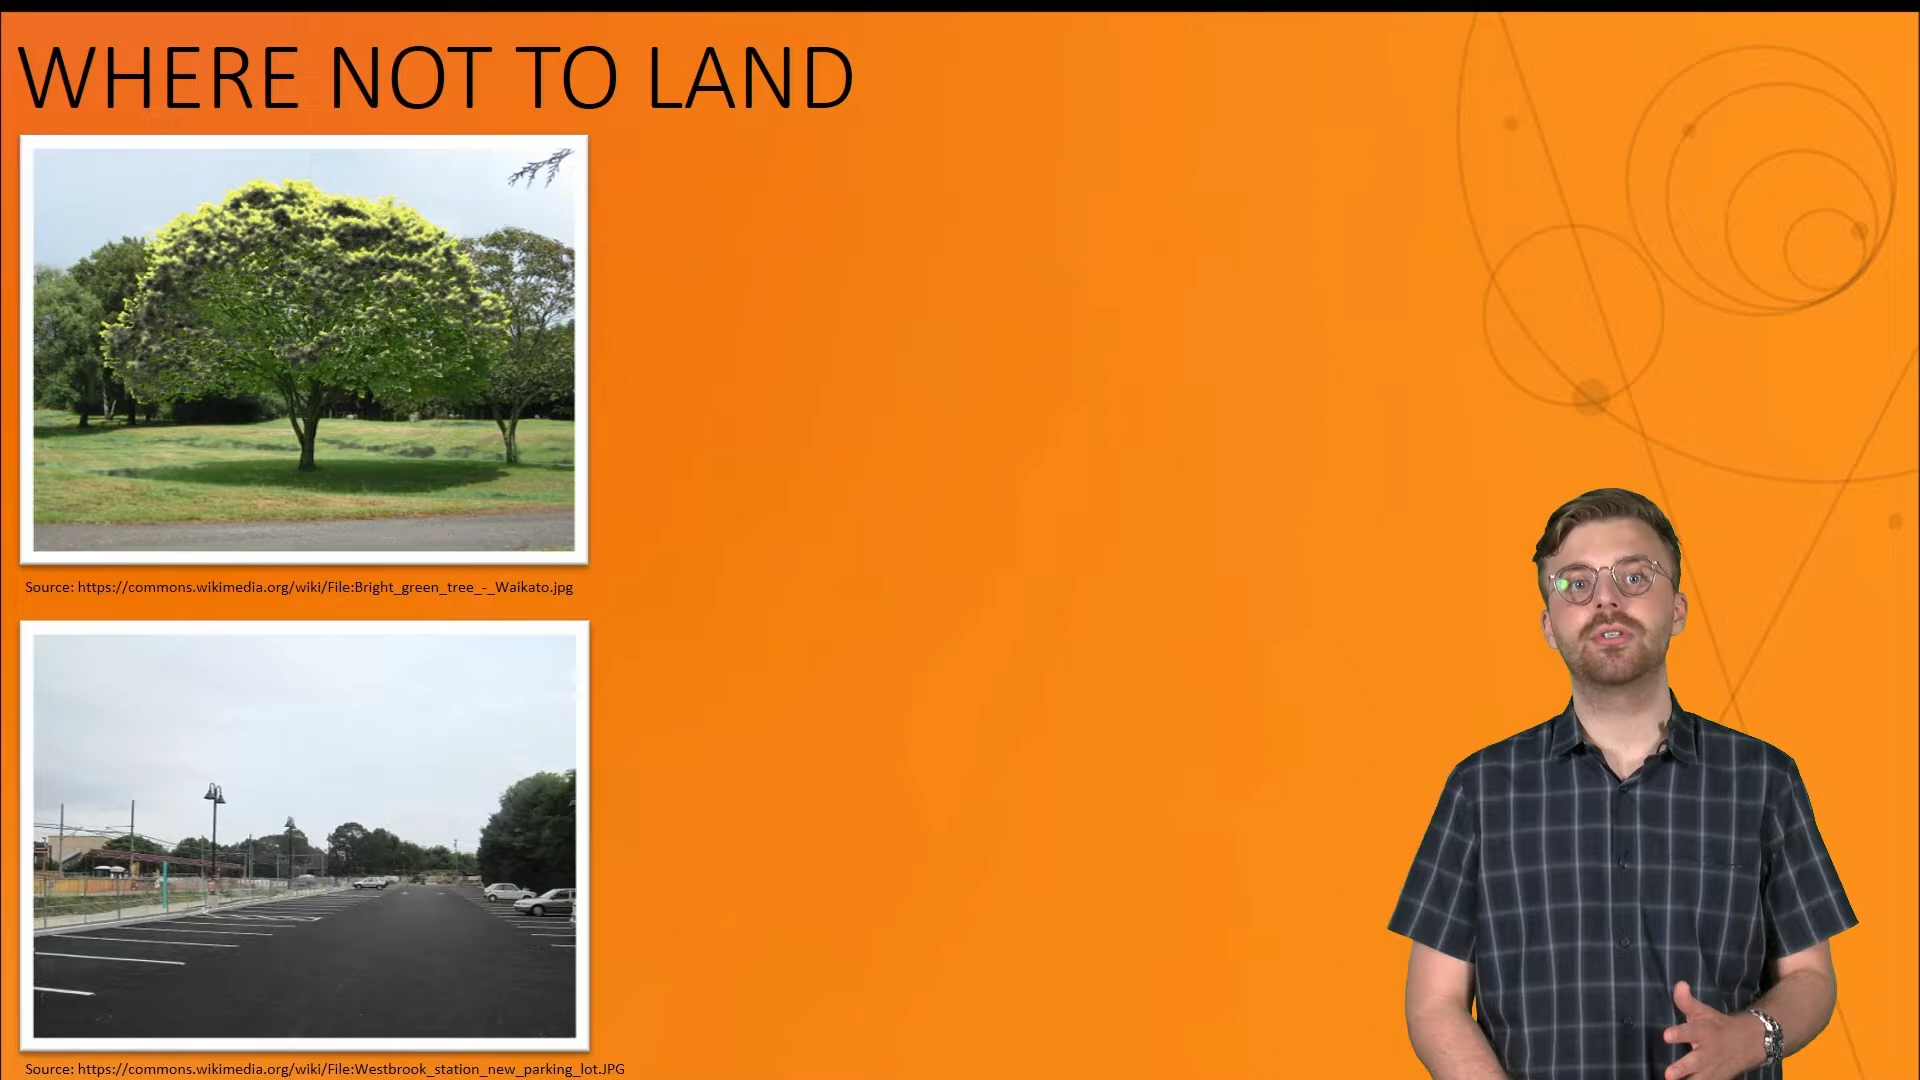 WHERE NOT TO LAND
Source: https://commons.wikimedia.org/wiki/File:Bright_green_tree_-_Waikato.jpg
Source: https://commons.wikimedia.org/wiki/File:Westbrook_station_new_parking_lot.JPG